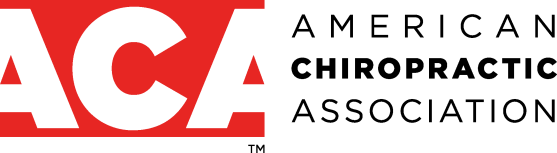 ACA
™
AMERICAN
CHIROPRACTIC
ASSOCIATION